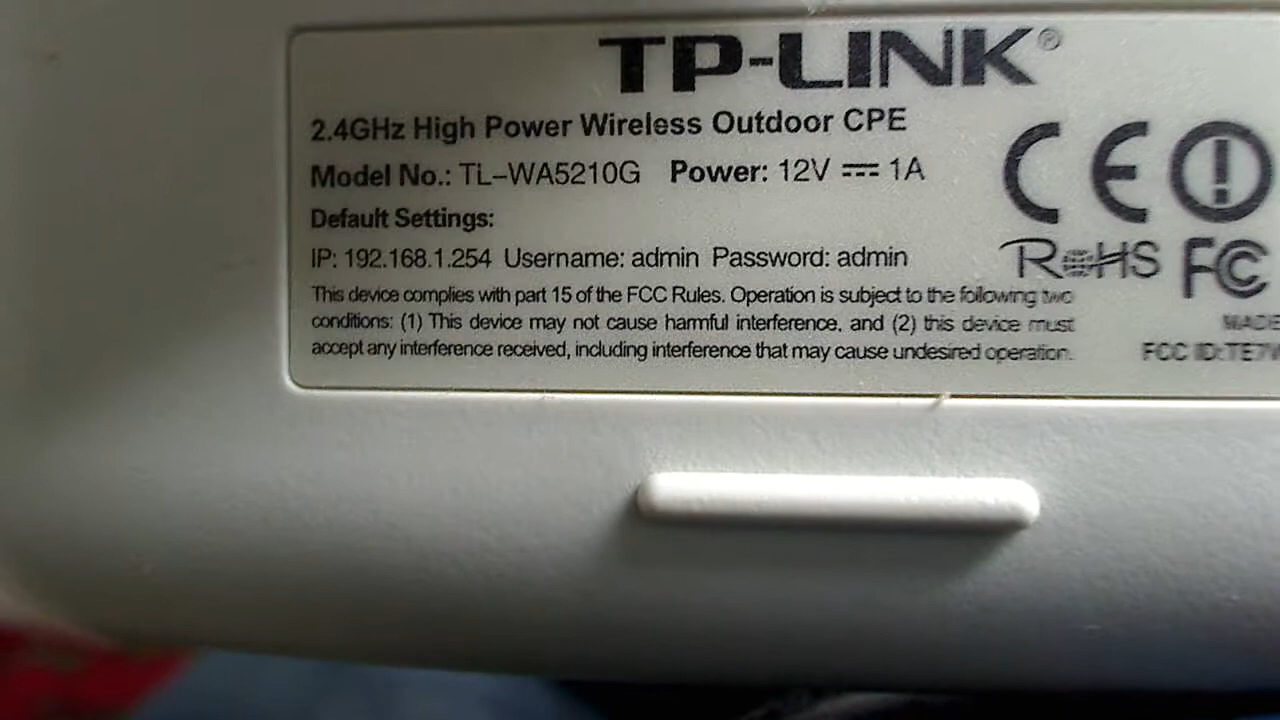 TP-LINK®
2.4GHz High Power Wireless Outdoor CPE
Model No.: TL-WA5210G Power: 12V ⎓ 1A
Default Settings:
IP: 192.168.1.254 Username: admin Password: admin
This device complies with part 15 of the FCC Rules. Operation is subject to the following two
conditions: (1) This device may not cause harmful interference, and (2) this device must
accept any interference received, including interference that may cause undesired operation.
CE
RoHS FC
MADE
FCC ID:TE7W